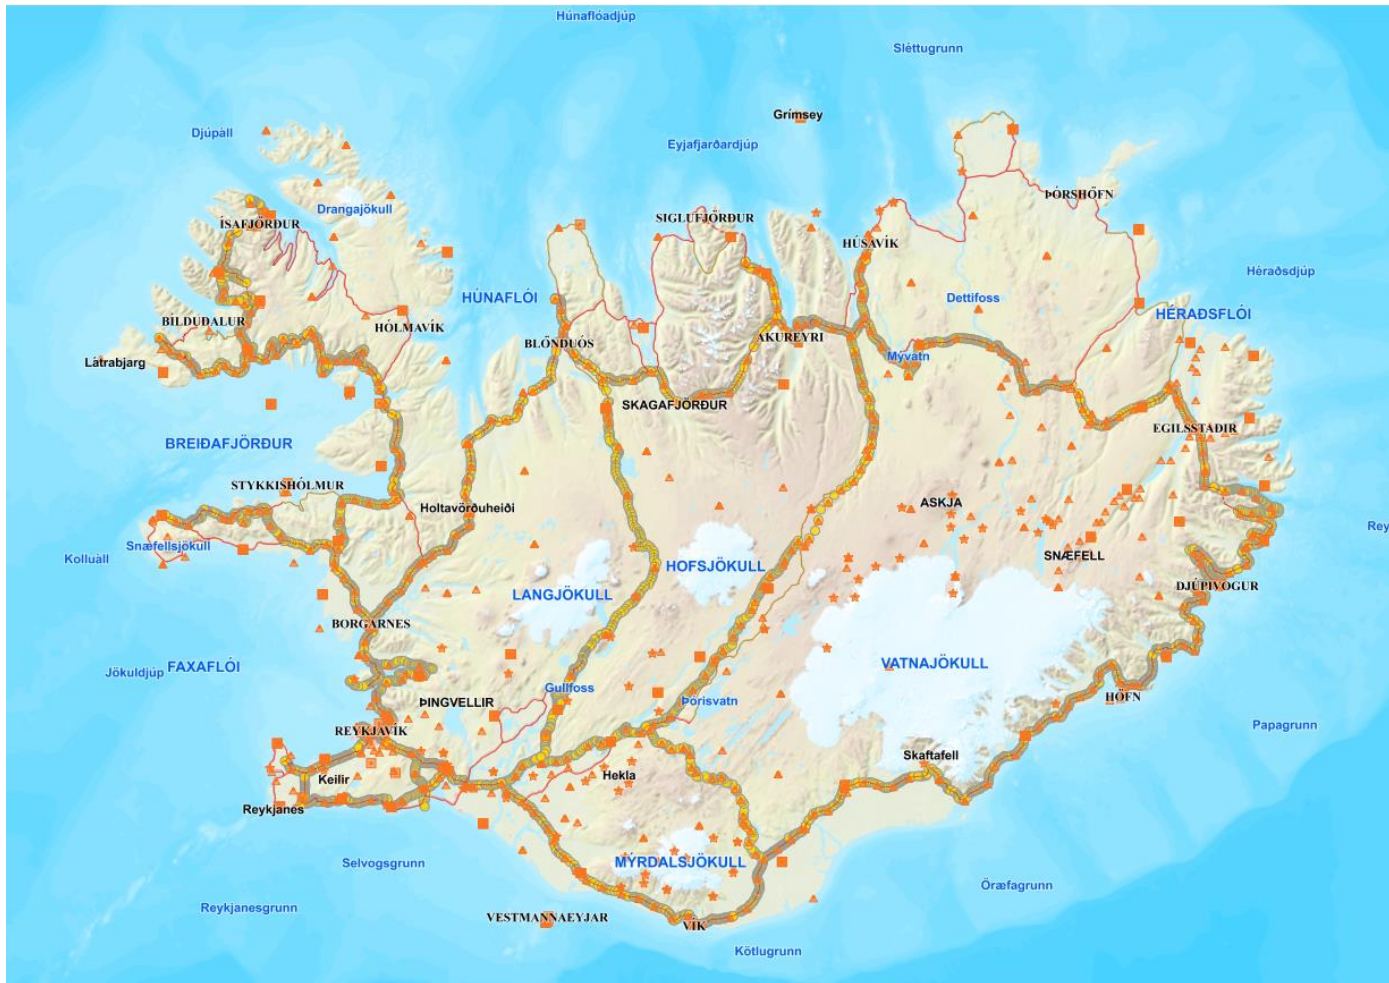 Húnaflóadjúp
Sléttugrunn
Grímsey
Djúpáll
Eyjafjarðardjúp
Drangajökull
ÞÓRSHÖFN
ÍSAFJÖRÐUR
SIGLUFJÖRÐUR
HÚSAVÍK
Héraðsdjúp
HÚNAFLÓI
Dettifoss
HÉRAÐSFLÓI
BÍLDUDALUR
HÓLMAVÍK
BLÖNDUÓS
AKUREYRI
Mývatn
Látrabjarg
SKAGAFJÖRÐUR
EGILSSTAÐIR
BREIÐAFJÖRÐUR
STYKKISHÓLMUR
Holtavörðuheiði
ASKJA
Rey
Snæfellsjökull
Kolluáll
SNÆFELL
HOFSJÖKULL
LANGJÖKULL
DJÚPIVOGUR
BORGARNES
FAXAFLÓI
Jökuldjúp
VATNAJÖKULL
Gullfoss
HÖFN
Þórisvatn
ÞINGVELLIR
Papagrunn
REYKJAVÍK
Skaftafell
Keilir
Hekla
Reykjanes
Selvogsgrunn
MÝRDALSJÖKULL
Öræfagrunn
Reykjanesgrunn
VESTMANNAEYJAR
VÍK
Kötlugrunn